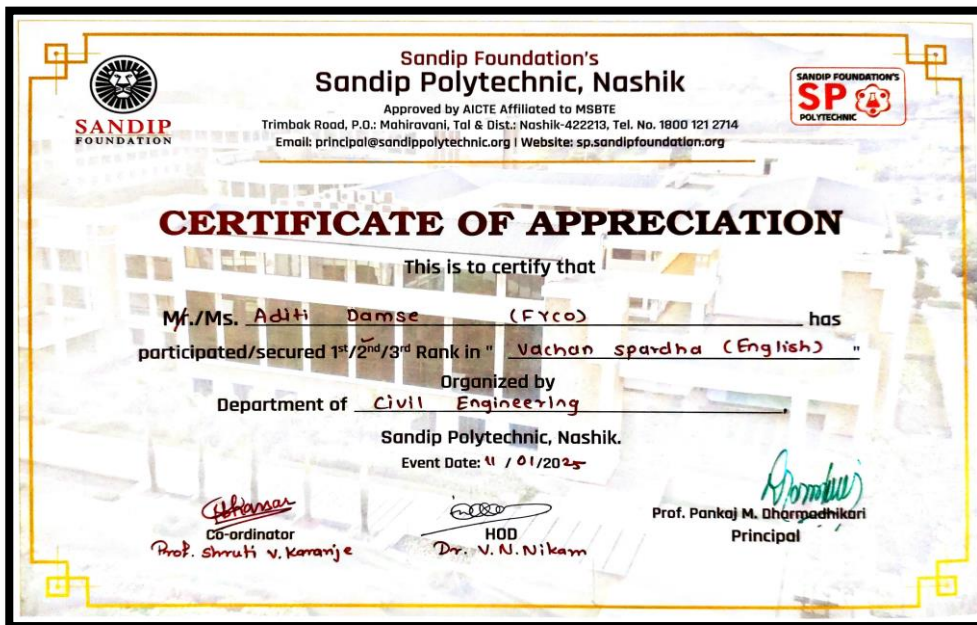 SANDIP
FOUNDATION
Sandip Foundation's
Sandip Polytechnic, Nashik
Approved by AICTE Affiliated to MSBTE
Trimbak Road, P.O.: Mahiravani, Tal & Dist.: Nashik-422213, Tel. No. 1800 121 2714
Email: principal@sandippolytechnic.org | Website: sp.sandipfoundation.org
SANDIP FOUNDATION'S
SP
POLYTECHNIC
CERTIFICATE OF APPRECIATION
This is to certify that
Mr./Ms. Aditi Damse (FYCO) has
participated/secured 1st/2nd/3rd Rank in " Vachan spardha (English) "
Organized by
Department of Civil Engineering.
Sandip Polytechnic, Nashik.
Event Date: 11 / 01/2025
Co-ordinator
Prof. Shruti V. Karanje
HOD
Dr. V. N. Nikam
Prof. Pankaj M. Dharmadhikari
Principal